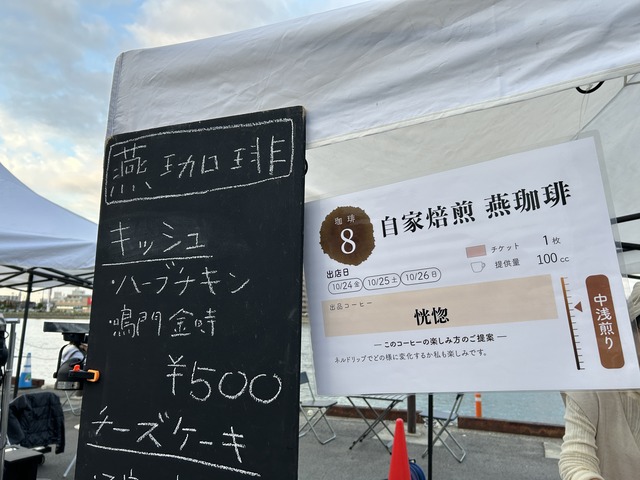 燕珈琲
キッシュ
・ハーブチキン
鳴門金時
¥500
チーズケーキ
珈琲
8
自家焙煎 燕珈琲
チケット 1枚
提供量 100cc
出店日
10/24金 10/25土 10/26日
出品コーヒー
恍惚
中浅煎り
― このコーヒーの楽しみ方のご提案 ―
ネルドリップでどの様に変化するか私も楽しみです。